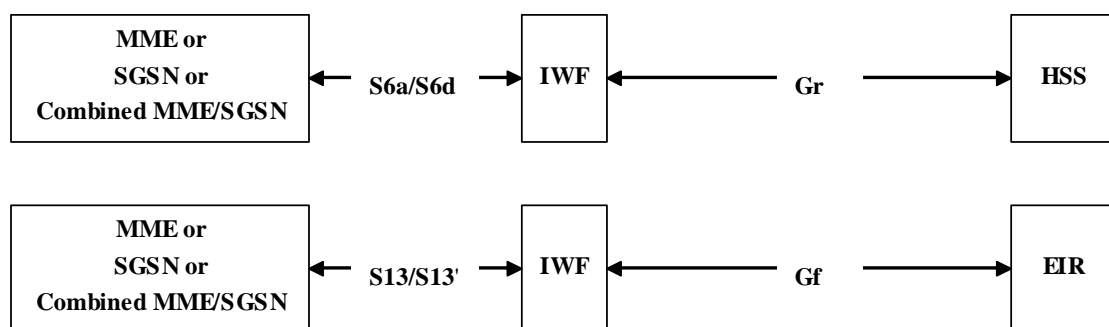 MME or
SGSN or
Combined MME/SGSN
S6a/S6d
IWF
Gr
HSS
MME or
SGSN or
Combined MME/SGSN
S13/S13'
IWF
Gf
EIR